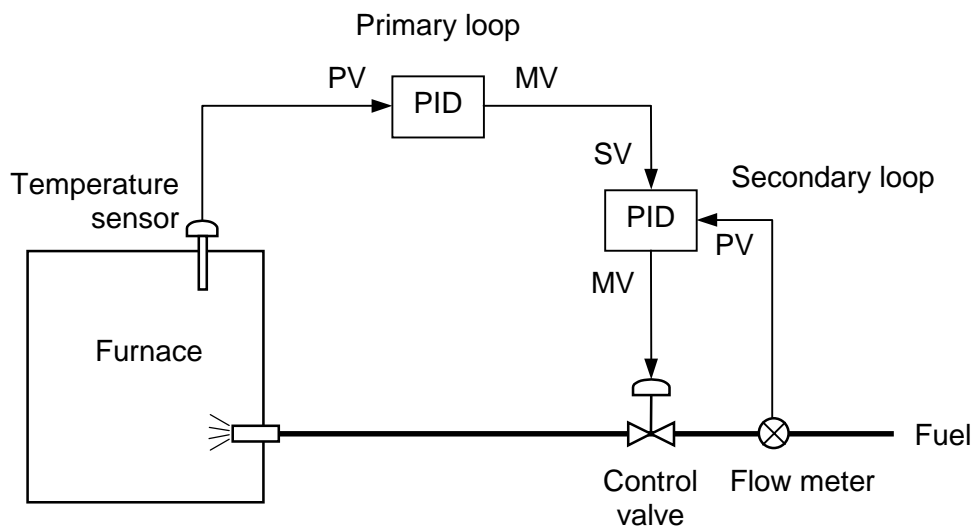 Primary loop
PV
MV
PID
SV
Temperature
sensor
Secondary loop
PID
PV
MV
Furnace
Fuel
Control
valve
Flow meter